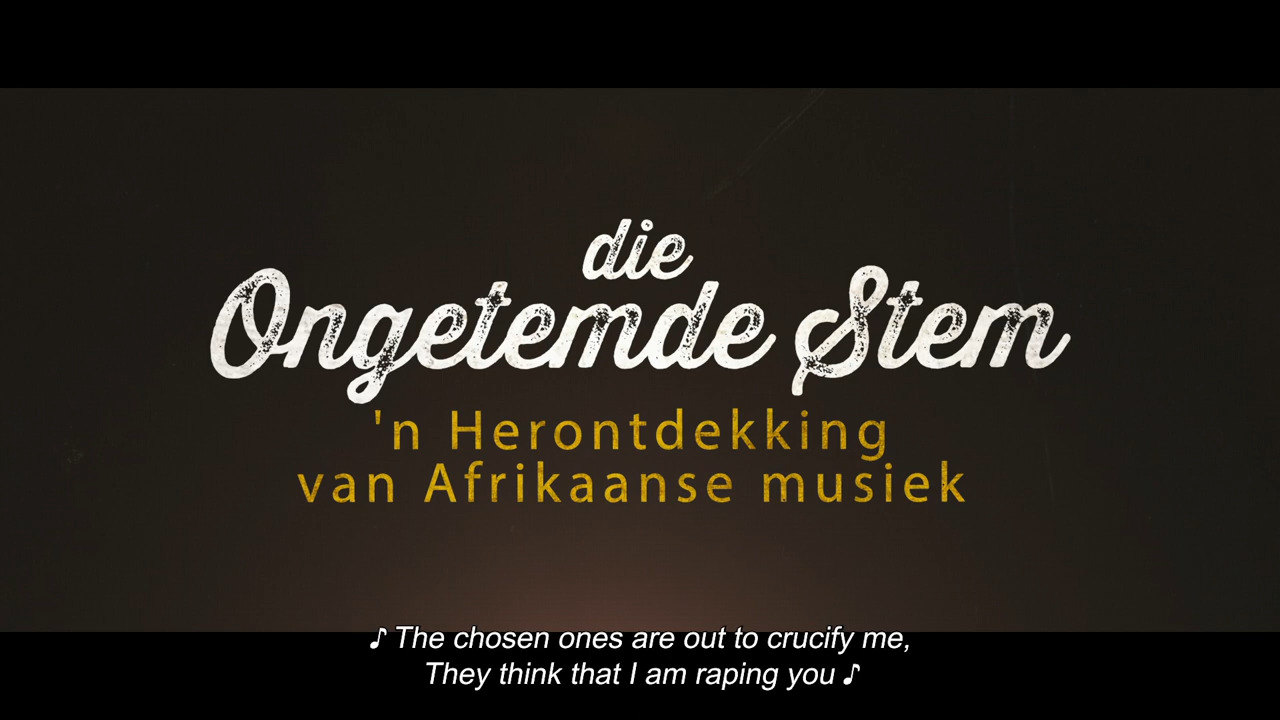 die
Ongetemde Stem
'n Herontdekking
van Afrikaanse musiek
♪ The chosen ones are out to crucify me,
They think that I am raping you ♪